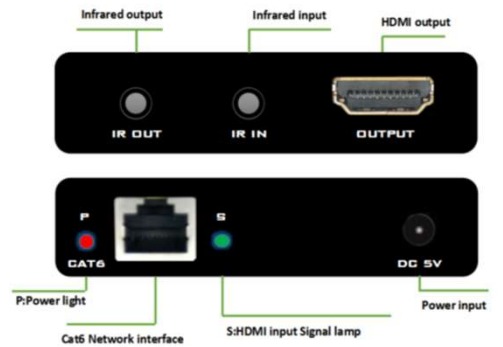 Infrared output
Infrared input
HDMI output
IR OUT
IR IN
OUTPUT
P
S
CAT6
DC 5V
P:Power light
Power input
Cat6 Network interface
S:HDMI input Signal lamp